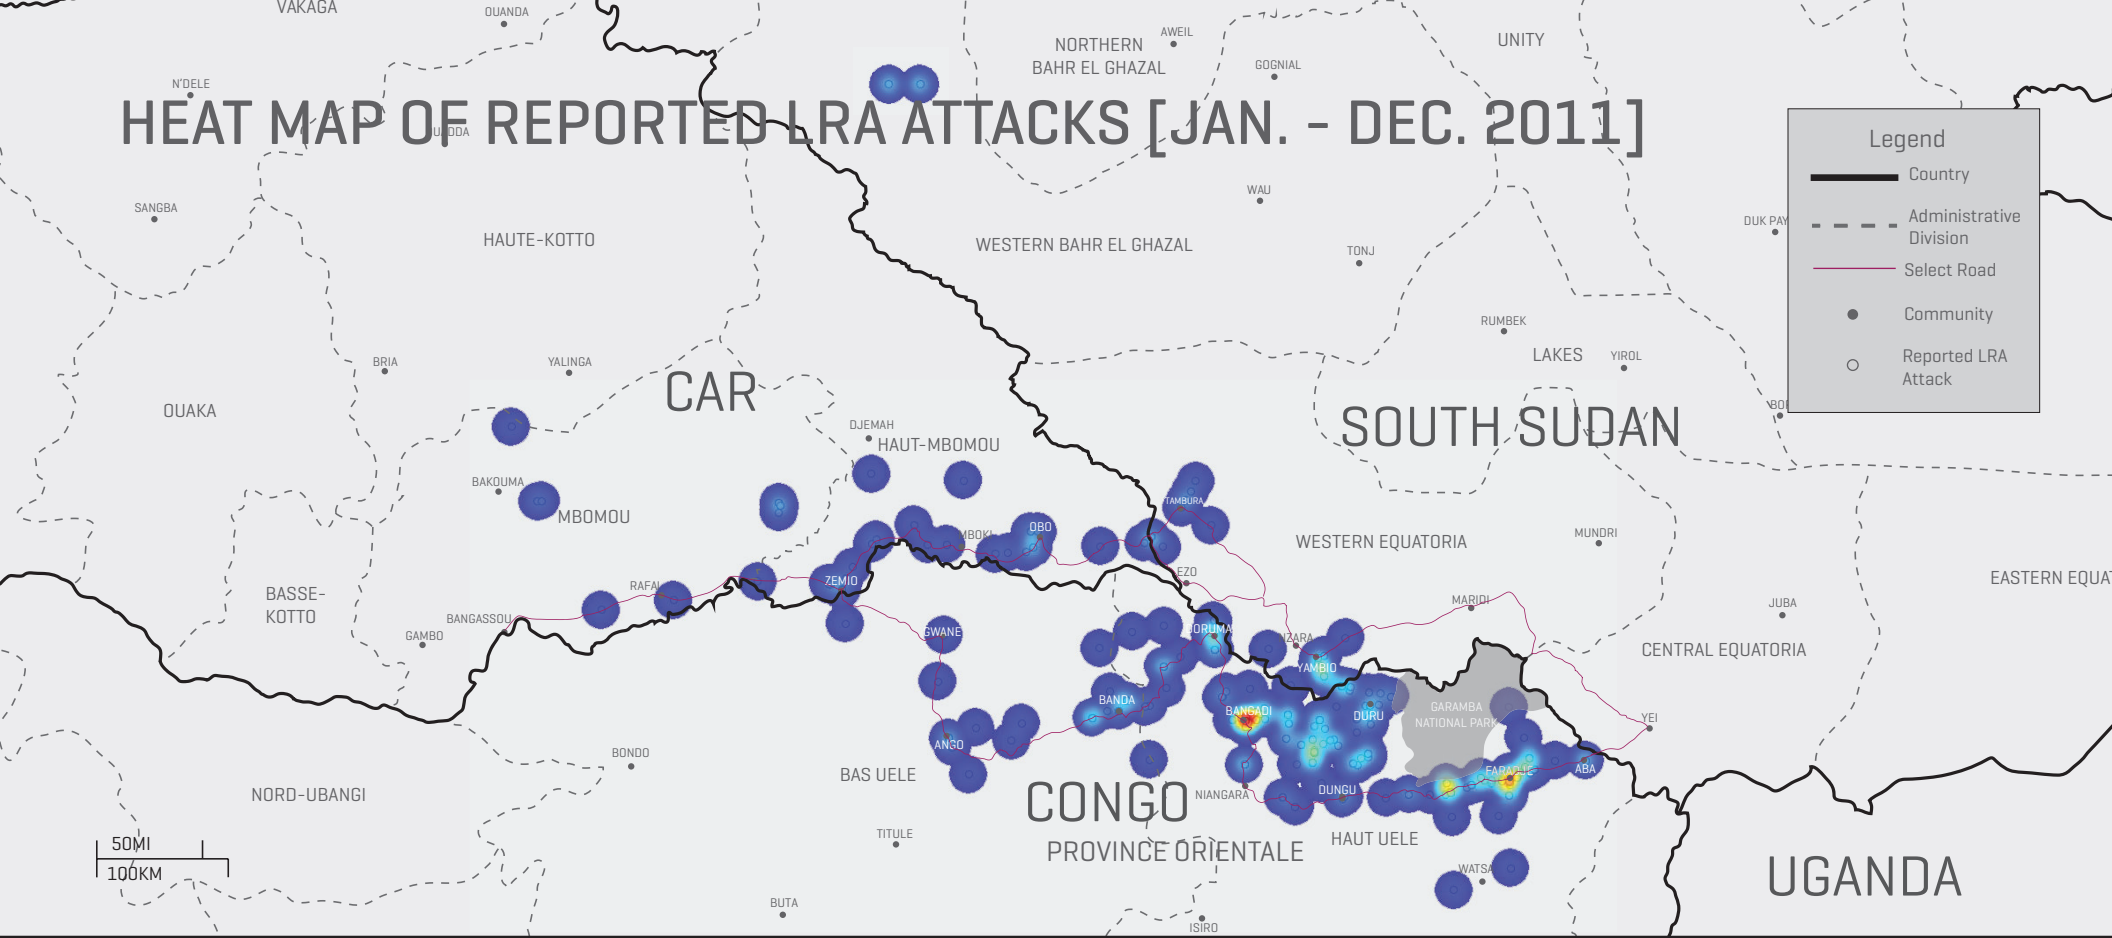 VAKAGA
OUANDA
AWEIL
NORTHERN
BAHR EL GHAZAL
UNITY
GOGNIAL
N'DELE
HEAT MAP OF REPORTED LRA ATTACKS [JAN. - DEC. 2011]
Legend
Country
Administrative
Division
Select Road
Community
Reported LRA
Attack
WAU
SANGBA
DUK PAY
HAUTE-KOTTO
WESTERN BAHR EL GHAZAL
TONJ
RUMBEK
LAKES
YIROL
BRIA
YALINGA
CAR
OUAKA
SOUTH SUDAN
DJEMAH
HAUT-MBOMOU
BAKOUMA
MBOMOU
TAMBURA
OBO
MBOKI
WESTERN EQUATORIA
MUNDRI
EZO
EASTERN EQUAT
ZEMIO
RAFAI
BASSE-
KOTTO
BANGASSOU
GAMBO
MARIDI
JUBA
GWANE
DORUMA
NZARA
YAMBIO
CENTRAL EQUATORIA
BANDA
BANGADI
DURU
GARAMBA
NATIONAL PARK
YEI
ANGO
BONDO
BAS UELE
FARADJE
ABA
NORD-UBANGI
CONGO
NIANGARA
DUNGU
HAUT UELE
TITULE
PROVINCE ORIENTALE
50MI
100KM
WATSA
UGANDA
BUTA
ISIRO